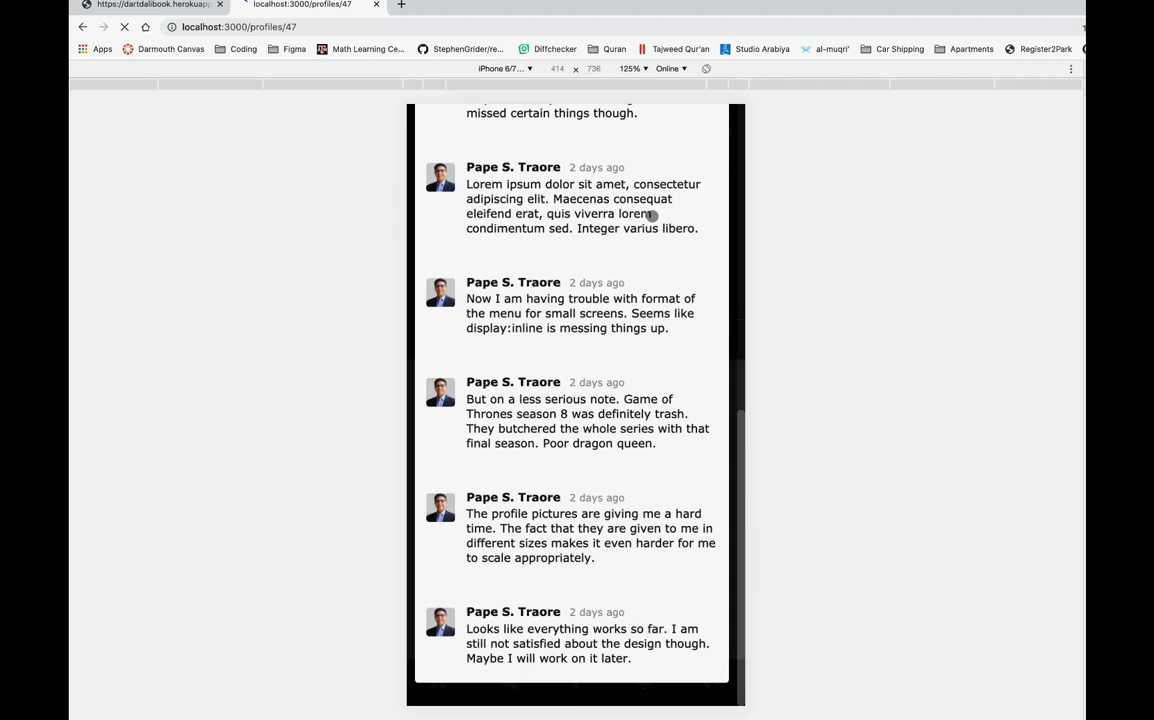 https://dartdalibook.herokuapp
localhost:3000/profiles/47
localhost:3000/profiles/47
Apps Darmouth Canvas Coding Figma Math Learning Ce... StephenGrider/re... Diffchecker Quran Tajweed Qur'an Studio Arabiya al-muqri' Car Shipping Apartments Register2Park
iPhone 6/7... 414 x 736 125% Online
missed certain things though.
Pape S. Traore 2 days ago
Lorem ipsum dolor sit amet, consectetur
adipiscing elit. Maecenas consequat
eleifend erat, quis viverra lorem
condimentum sed. Integer varius libero.
Pape S. Traore 2 days ago
Now I am having trouble with format of
the menu for small screens. Seems like
display:inline is messing things up.
Pape S. Traore 2 days ago
But on a less serious note. Game of
Thrones season 8 was definitely trash.
They butchered the whole series with that
final season. Poor dragon queen.
Pape S. Traore 2 days ago
The profile pictures are giving me a hard
time. The fact that they are given to me in
different sizes makes it even harder for me
to scale appropriately.
Pape S. Traore 2 days ago
Looks like everything works so far. I am
still not satisfied about the design though.
Maybe I will work on it later.